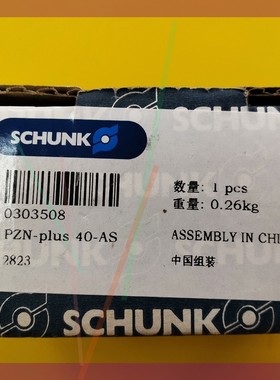 SCHUNK
SCHUNK
数量: 1 pcs
0303508
重量: 0.26kg
PZN-plus 40-AS
ASSEMBLY IN CHI
2823
中国组装
SCHUNK